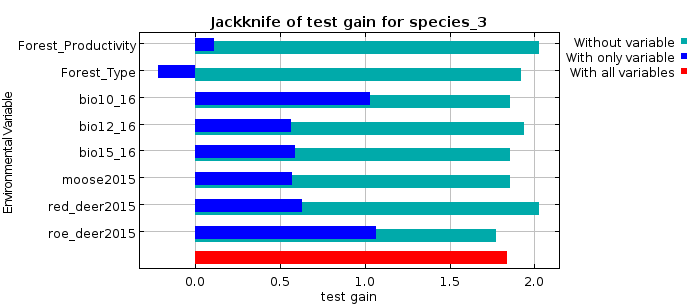 Jackknife of test gain for species_3
Environmental Variable
Forest_Productivity
Forest_Type
bio10_16
bio12_16
bio15_16
moose2015
red_deer2015
roe_deer2015
0.0 0.5 1.0 1.5 2.0
test gain
Without variable
With only variable
With all variables